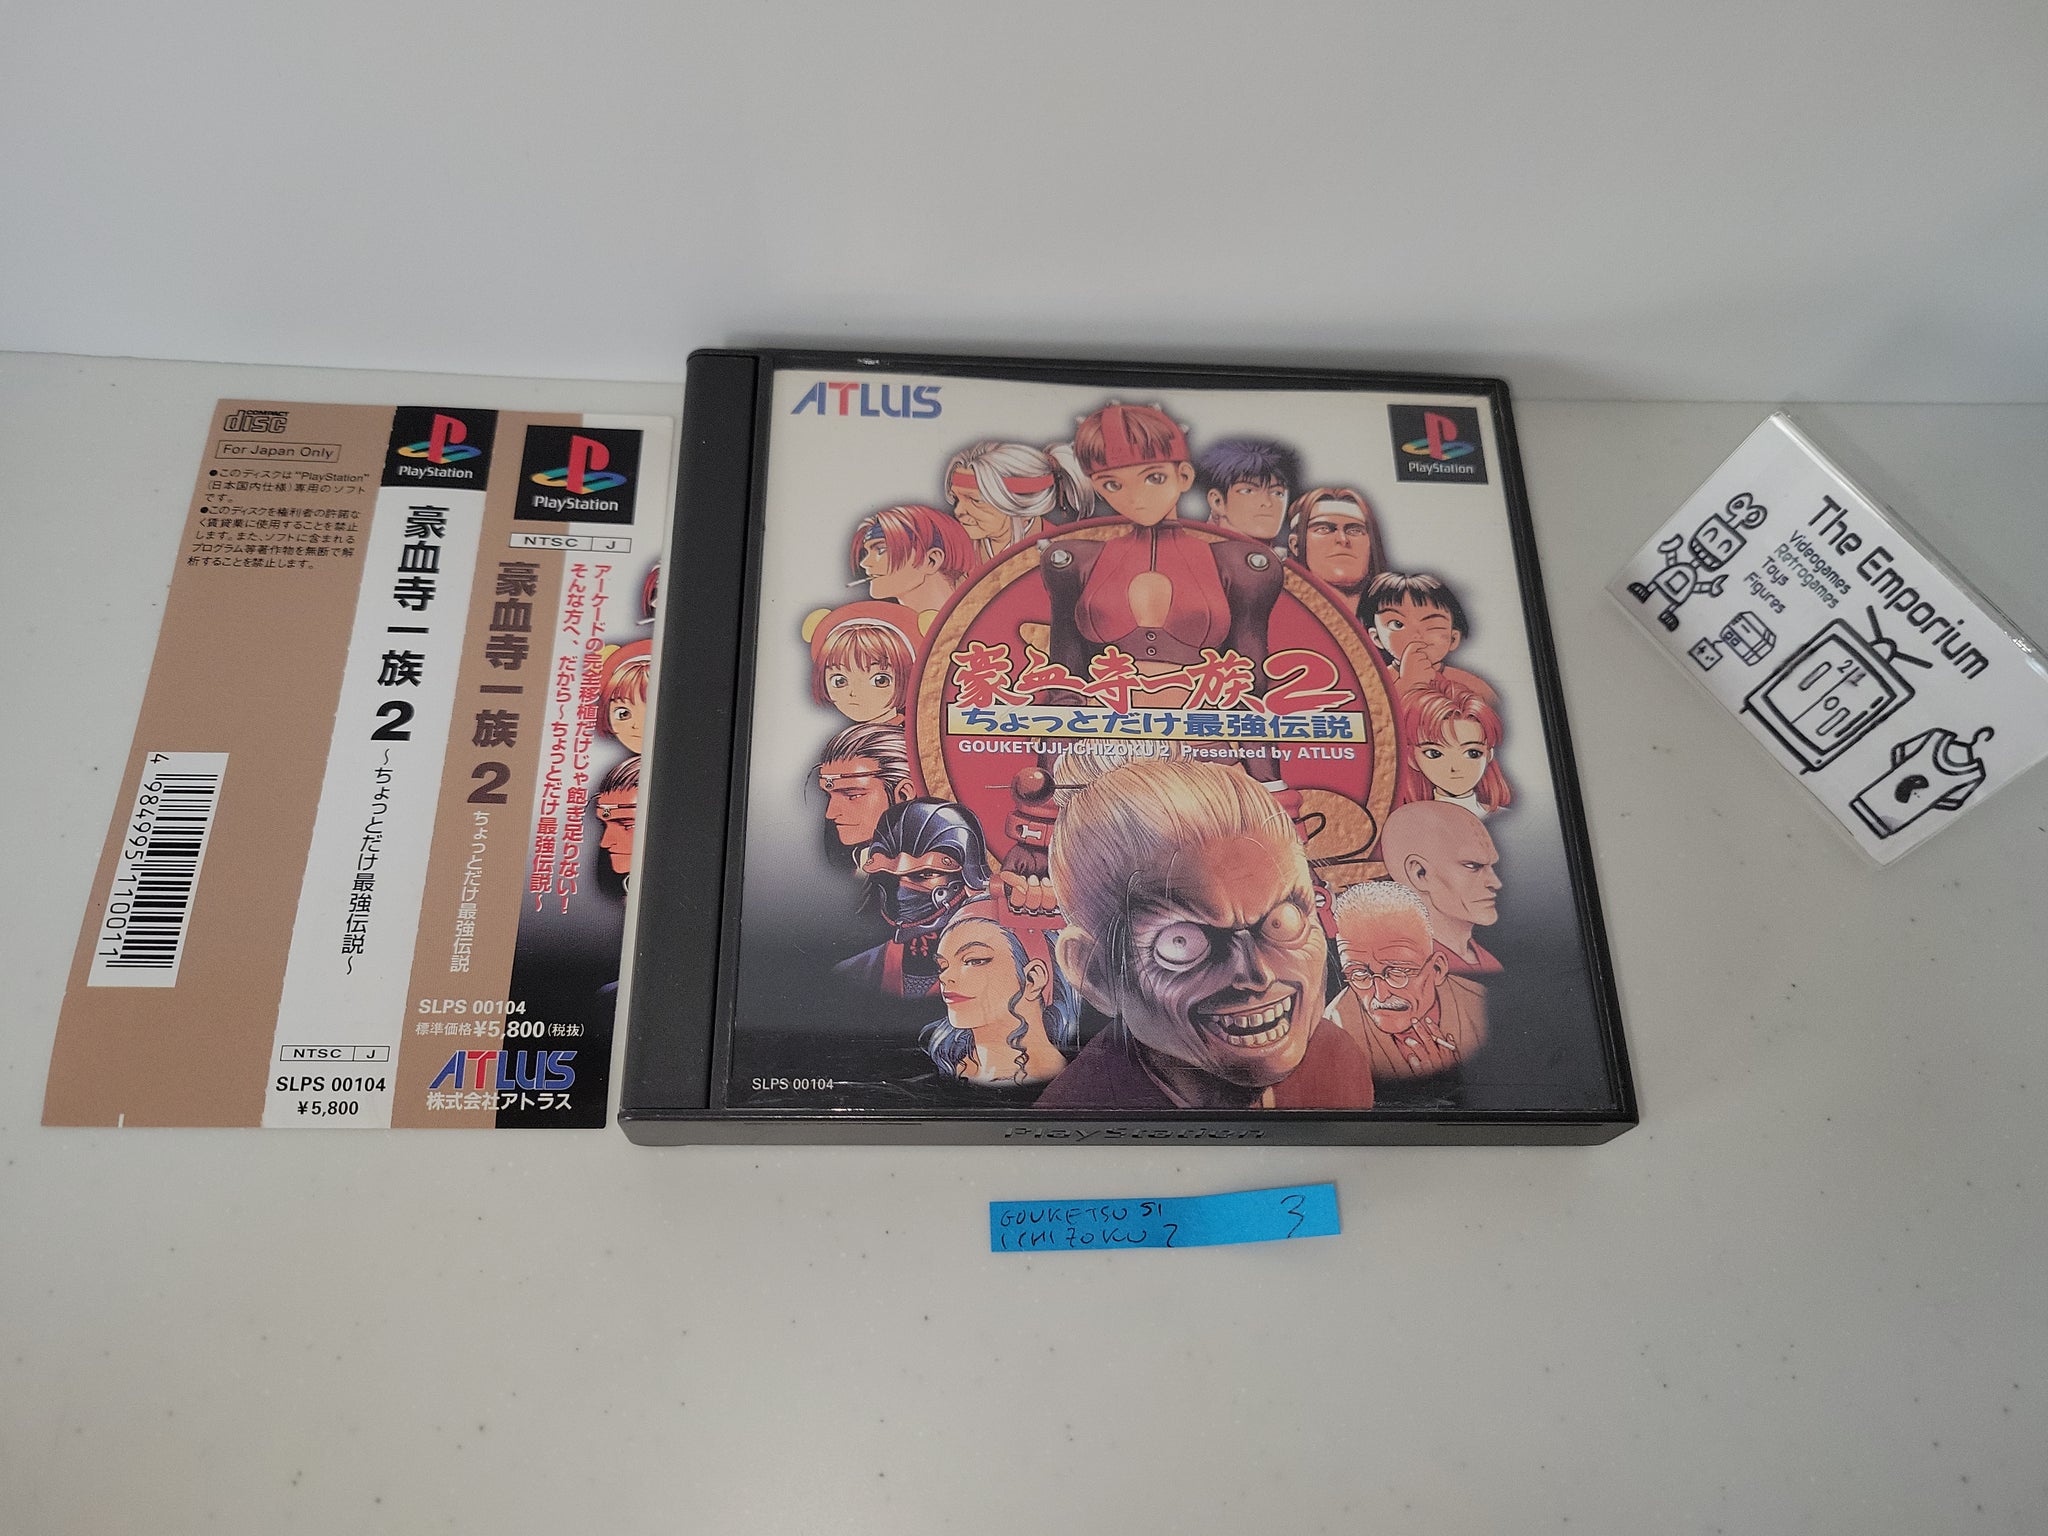 COMPACT
disc
For Japan Only
●このディスクは"PlayStation"
(日本国内仕様)専用のソフト
です。
●このディスクを権利者の許諾な
く賃貸業に使用することを禁止
します。また、ソフトに含まれる
プログラム等著作物を無断で解
析することを禁止します。
4 984995 110011
PlayStation
豪血寺一族2
～ちょっとだけ最強伝説～
NTSC J
SLPS 00104
¥5,800
PlayStation
NTSC J
アーケードの完全移植だけじゃ飽き足りない!
そんな方へ、だから～ちょっとだけ最強伝説～
豪血寺一族2
ちょっとだけ最強伝説
SLPS 00104
標準価格¥5,800(税抜)
ATLUS
株式会社アトラス
ATLUS
PlayStation
豪血寺一族2
ちょっとだけ最強伝説
GOUKETUJI-ICHIZOKU 2 Presented by ATLUS
SLPS 00104
PlayStation
The Emporium
Videogames
Retrogames
Toys
Figures
GOUKETSU SI
ICHI ZOKU 2
3